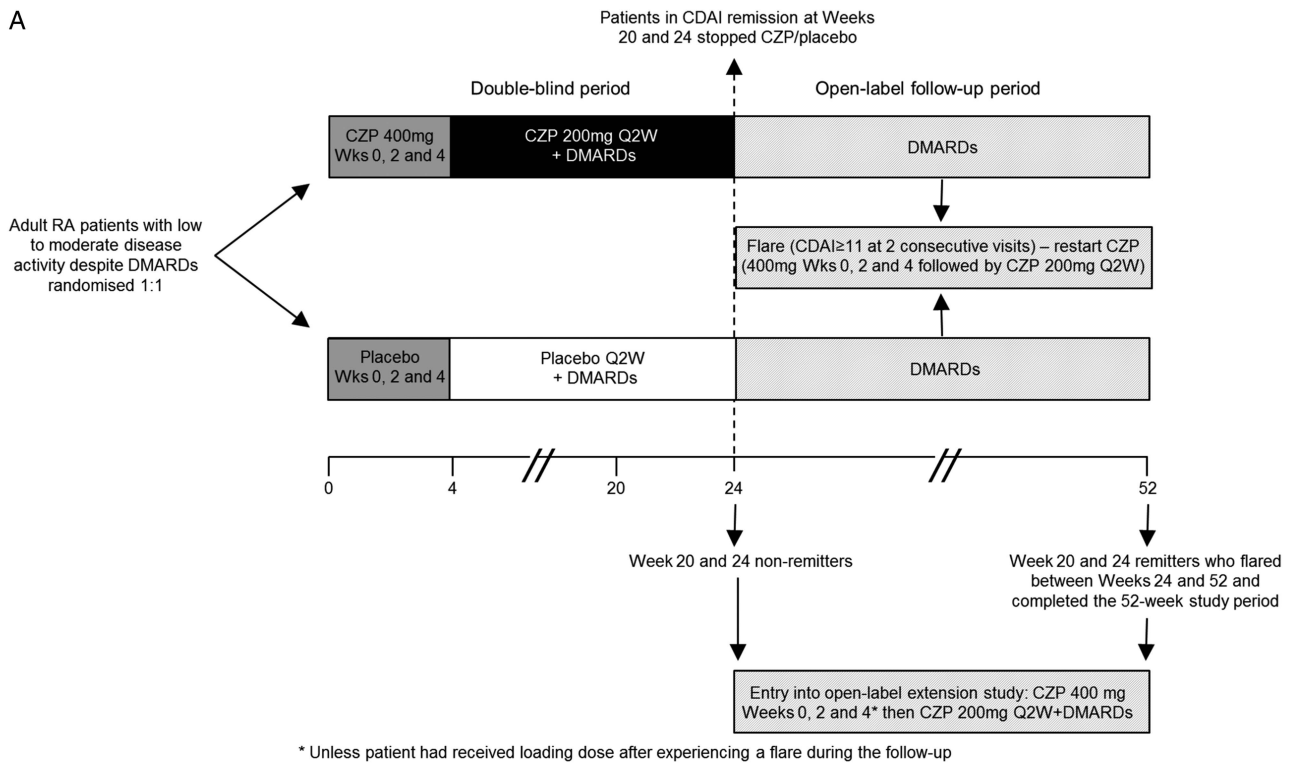 A
Patients in CDAI remission at Weeks
20 and 24 stopped CZP/placebo
Double-blind period
Open-label follow-up period
CZP 400mg
Wks 0, 2 and 4
CZP 200mg Q2W
+ DMARDs
DMARDs
Adult RA patients with low
to moderate disease
activity despite DMARDs
randomised 1:1
Flare (CDAI≥11 at 2 consecutive visits) – restart CZP
(400mg Wks 0, 2 and 4 followed by CZP 200mg Q2W)
Placebo
Wks 0, 2 and 4
Placebo Q2W
+ DMARDs
DMARDs
0
4
20
24
52
Week 20 and 24 non-remitters
Week 20 and 24 remitters who flared
between Weeks 24 and 52 and
completed the 52-week study period
Entry into open-label extension study: CZP 400 mg
Weeks 0, 2 and 4* then CZP 200mg Q2W+DMARDs
* Unless patient had received loading dose after experiencing a flare during the follow-up